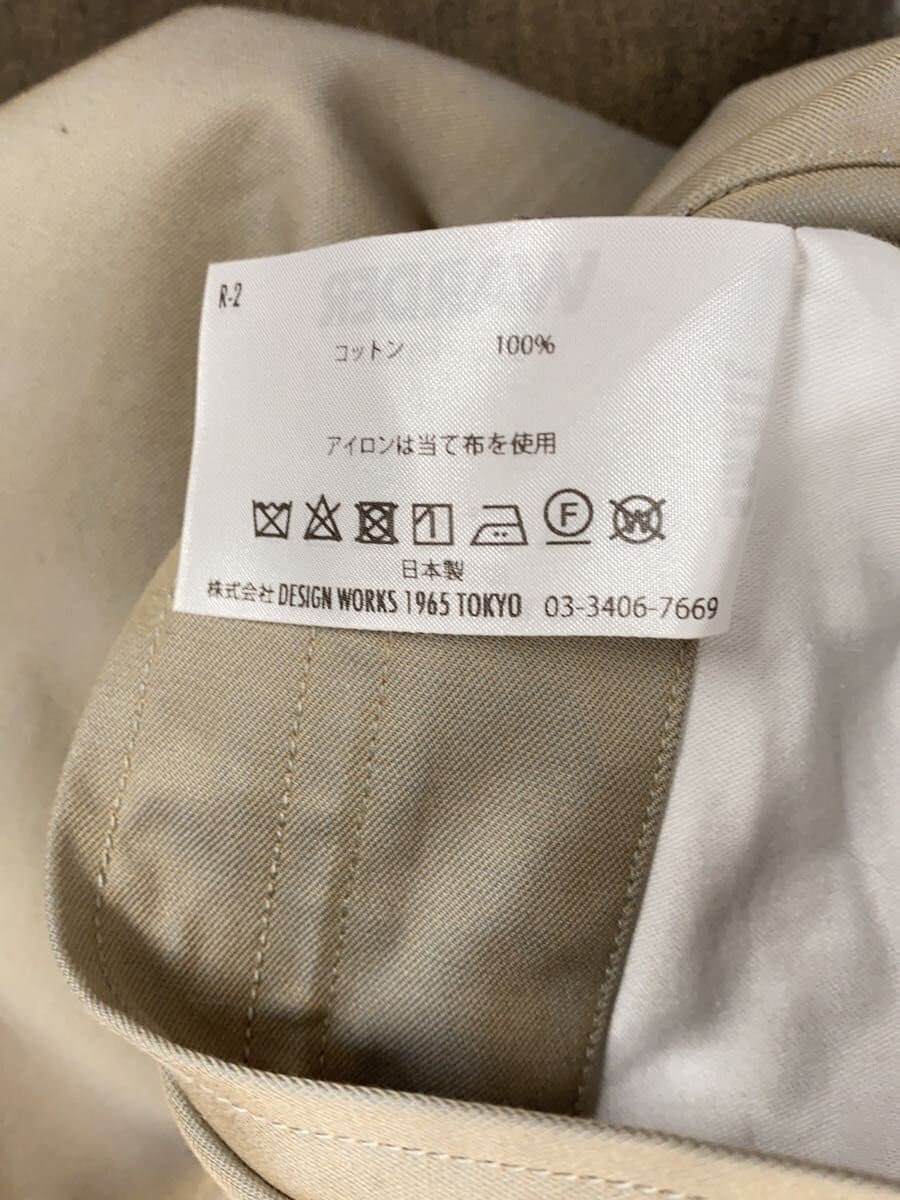 R-2
コットン 100%
アイロンは当て布を使用
F W
日本製
株式会社 DESIGN WORKS 1965 TOKYO 03-3406-7669